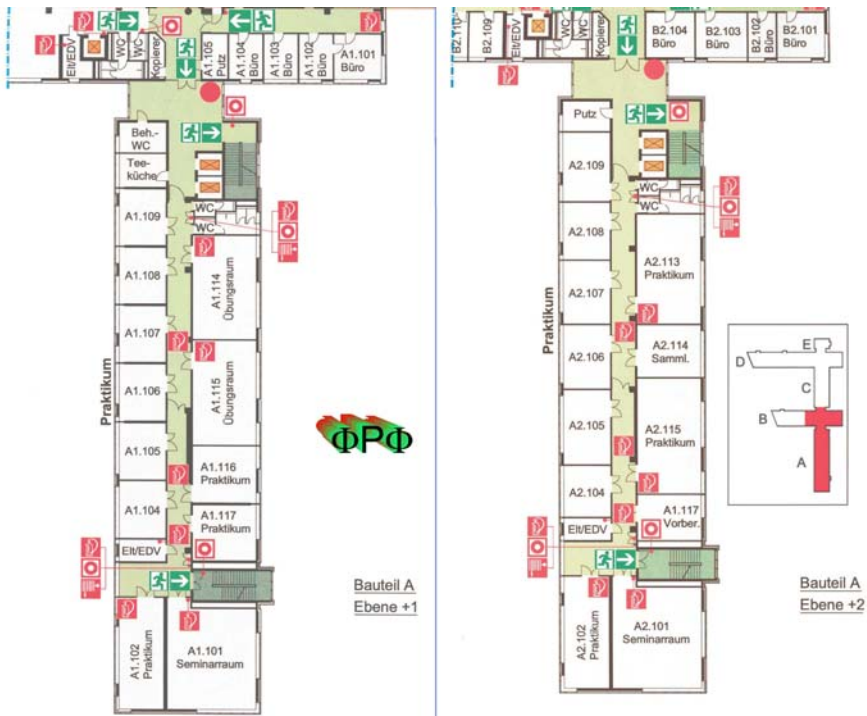 Elt/EDV
WC
WC
Kopierer
A1.105
Putz
A1.104
Büro
A1.103
Büro
A1.102
Büro
A1.101
Büro
Beh.-
WC
Tee-
küche
A1.109
A1.108
A1.107
A1.106
A1.105
A1.104
Elt/EDV
Praktikum
WC
WC
A1.114
Übungsraum
A1.115
Übungsraum
A1.116
Praktikum
A1.117
Praktikum
A1.102
Praktikum
A1.101
Seminarraum
ΦPΦ
Bauteil A
Ebene +1
B2.110
B2.109
Elt/EDV
WC
WC
Kopierer
B2.104
Büro
B2.103
Büro
B2.102
Büro
B2.101
Büro
Putz
A2.109
A2.108
A2.107
A2.106
A2.105
A2.104
Elt/EDV
Praktikum
WC
WC
A2.113
Praktikum
A2.114
Samml.
A2.115
Praktikum
A1.117
Vorber.
A2.102
Praktikum
A2.101
Seminarraum
E
D
C
B
A
Bauteil A
Ebene +2